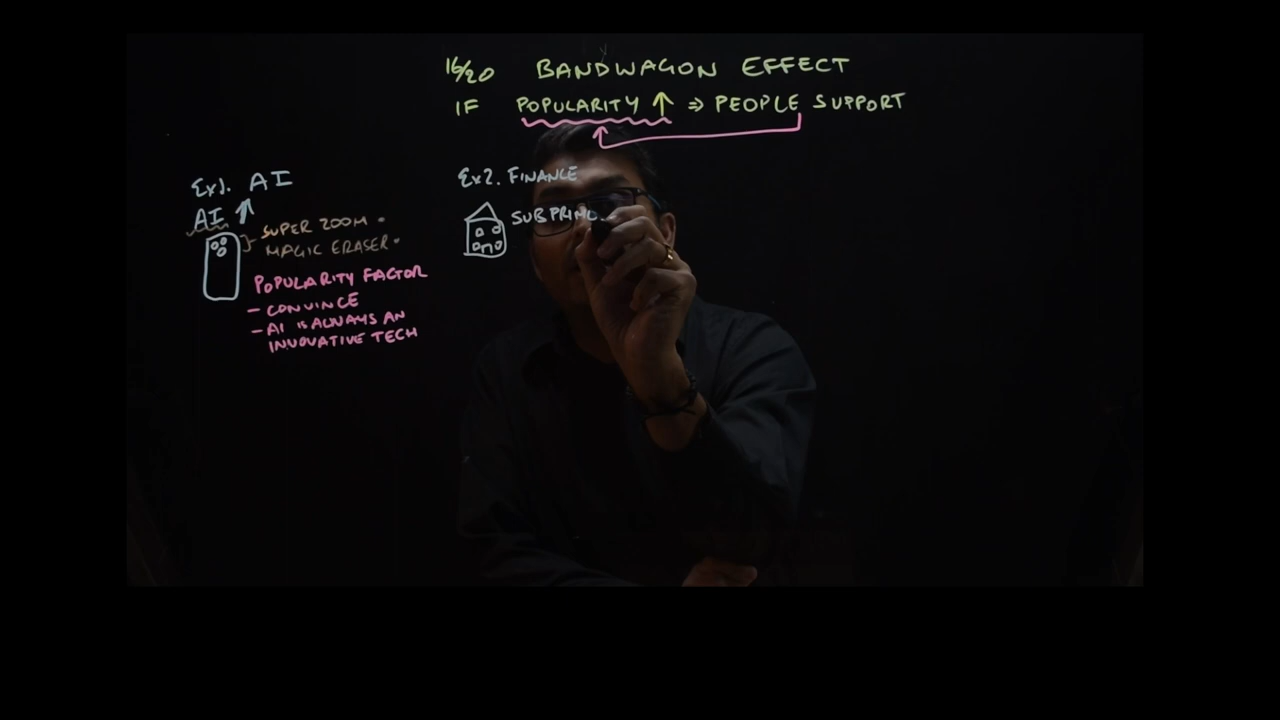 16/20 BANDWAGON EFFECT
IF POPULARITY ↑ ⇒ PEOPLE SUPPORT
Ex1. AI
AI ↑
SUPER ZOOM
MAGIC ERASER
POPULARITY FACTOR
- CONVINCE
- AI IS ALWAYS AN
INNOVATIVE TECH
Ex2. FINANCE